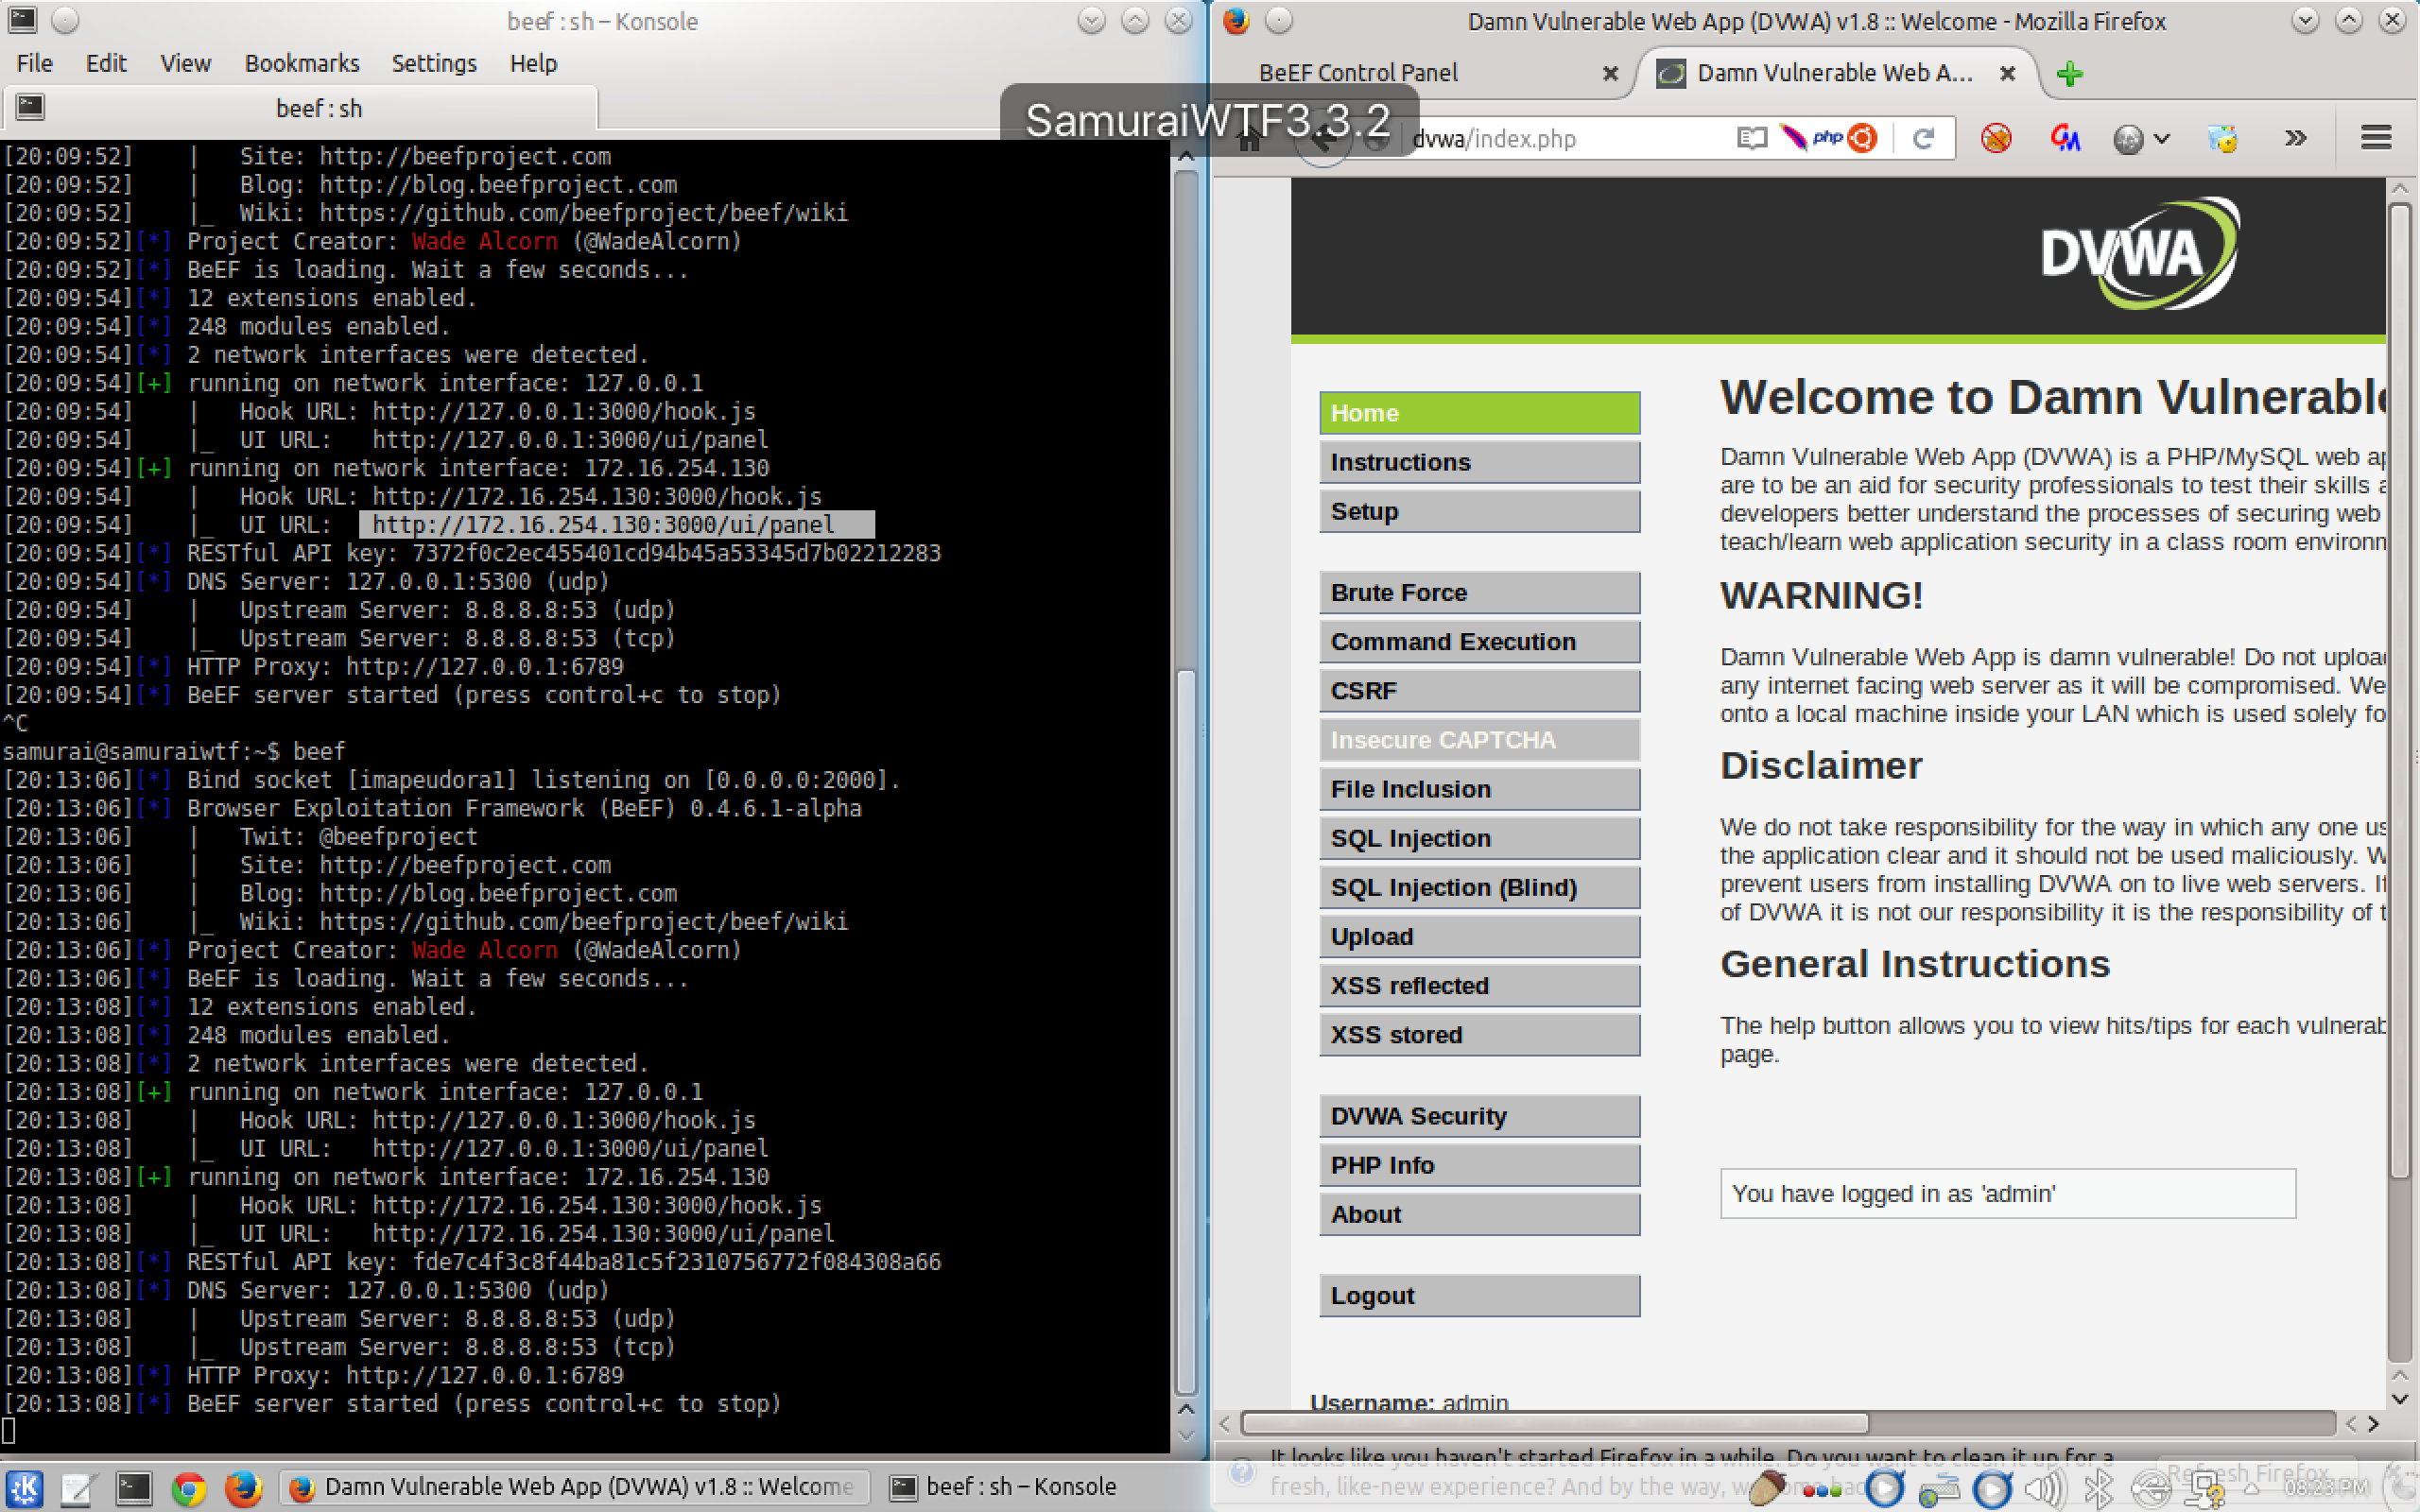 beef : sh – Konsole
File Edit View Bookmarks Settings Help
beef : sh
[20:09:52]    |   Site: http://beefproject.com
[20:09:52]    |   Blog: http://blog.beefproject.com
[20:09:52]    |_  Wiki: https://github.com/beefproject/beef/wiki
[20:09:52][*] Project Creator: Wade Alcorn (@WadeAlcorn)
[20:09:52][*] BeEF is loading. Wait a few seconds...
[20:09:54][*] 12 extensions enabled.
[20:09:54][*] 248 modules enabled.
[20:09:54][*] 2 network interfaces were detected.
[20:09:54][+] running on network interface: 127.0.0.1
[20:09:54]    |   Hook URL: http://127.0.0.1:3000/hook.js
[20:09:54]    |_  UI URL:   http://127.0.0.1:3000/ui/panel
[20:09:54][+] running on network interface: 172.16.254.130
[20:09:54]    |   Hook URL: http://172.16.254.130:3000/hook.js
[20:09:54]    |_  UI URL:   http://172.16.254.130:3000/ui/panel
[20:09:54][*] RESTful API key: 7372f0c2ec455401cd94b45a53345d7b02212283
[20:09:54][*] DNS Server: 127.0.0.1:5300 (udp)
[20:09:54]    |   Upstream Server: 8.8.8.8:53 (udp)
[20:09:54]    |_  Upstream Server: 8.8.8.8:53 (tcp)
[20:09:54][*] HTTP Proxy: http://127.0.0.1:6789
[20:09:54][*] BeEF server started (press control+c to stop)
^C
samurai@samuraiwtf:~$ beef
[20:13:06][*] Bind socket [imapeudora1] listening on [0.0.0.0:2000].
[20:13:06][*] Browser Exploitation Framework (BeEF) 0.4.6.1-alpha
[20:13:06]    |   Twit: @beefproject
[20:13:06]    |   Site: http://beefproject.com
[20:13:06]    |   Blog: http://blog.beefproject.com
[20:13:06]    |_  Wiki: https://github.com/beefproject/beef/wiki
[20:13:06][*] Project Creator: Wade Alcorn (@WadeAlcorn)
[20:13:06][*] BeEF is loading. Wait a few seconds...
[20:13:08][*] 12 extensions enabled.
[20:13:08][*] 248 modules enabled.
[20:13:08][*] 2 network interfaces were detected.
[20:13:08][+] running on network interface: 127.0.0.1
[20:13:08]    |   Hook URL: http://127.0.0.1:3000/hook.js
[20:13:08]    |_  UI URL:   http://127.0.0.1:3000/ui/panel
[20:13:08][+] running on network interface: 172.16.254.130
[20:13:08]    |   Hook URL: http://172.16.254.130:3000/hook.js
[20:13:08]    |_  UI URL:   http://172.16.254.130:3000/ui/panel
[20:13:08][*] RESTful API key: fde7c4f3c8f44ba81c5f2310756772f084308a66
[20:13:08][*] DNS Server: 127.0.0.1:5300 (udp)
[20:13:08]    |   Upstream Server: 8.8.8.8:53 (udp)
[20:13:08]    |_  Upstream Server: 8.8.8.8:53 (tcp)
[20:13:08][*] HTTP Proxy: http://127.0.0.1:6789
[20:13:08][*] BeEF server started (press control+c to stop)
SamuraiWTF3.3.2
Damn Vulnerable Web App (DVWA) v1.8 :: Welcome - Mozilla Firefox
BeEF Control Panel
Damn Vulnerable Web A...
dvwa/index.php
php
DVWA
Home
Instructions
Setup
Brute Force
Command Execution
CSRF
Insecure CAPTCHA
File Inclusion
SQL Injection
SQL Injection (Blind)
Upload
XSS reflected
XSS stored
DVWA Security
PHP Info
About
Logout
Welcome to Damn Vulnerable
Damn Vulnerable Web App (DVWA) is a PHP/MySQL web
are to be an aid for security professionals to test their skills
developers better understand the processes of securing web
teach/learn web application security in a class room
WARNING!
Damn Vulnerable Web App is damn vulnerable! Do not
any internet facing web server as it will be compromised. We
onto a local machine inside your LAN which is used solely
Disclaimer
We do not take responsibility for the way in which any one
the application clear and it should not be used maliciously.
prevent users from installing DVWA on to live web servers.
of DVWA it is not our responsibility it is the responsibility of
General Instructions
The help button allows you to view hits/tips for each
page.
You have logged in as 'admin'
Username: admin
It looks like you haven't started Firefox in a while. Do you want to clean it up for a
fresh, like-new experience? And by the way,
Refresh Firefox...
Damn Vulnerable Web App (DVWA) v1.8 :: Welcome
beef : sh – Konsole
08:23 PM